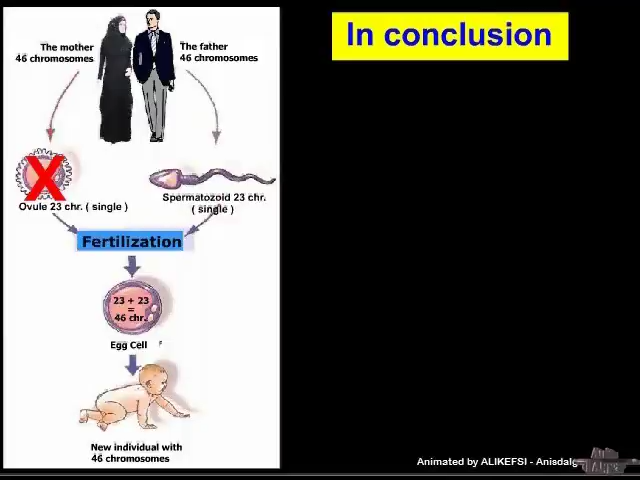 In conclusion
The mother
46 chromosomes
The father
46 chromosomes
X
Ovule 23 chr. ( single )
Spermatozoid 23 chr.
( single )
Fertilization
23 + 23
=
46 chr.
Egg Cell
New individual with
46 chromosomes
Animated by ALIKEFSI - Anisdalg